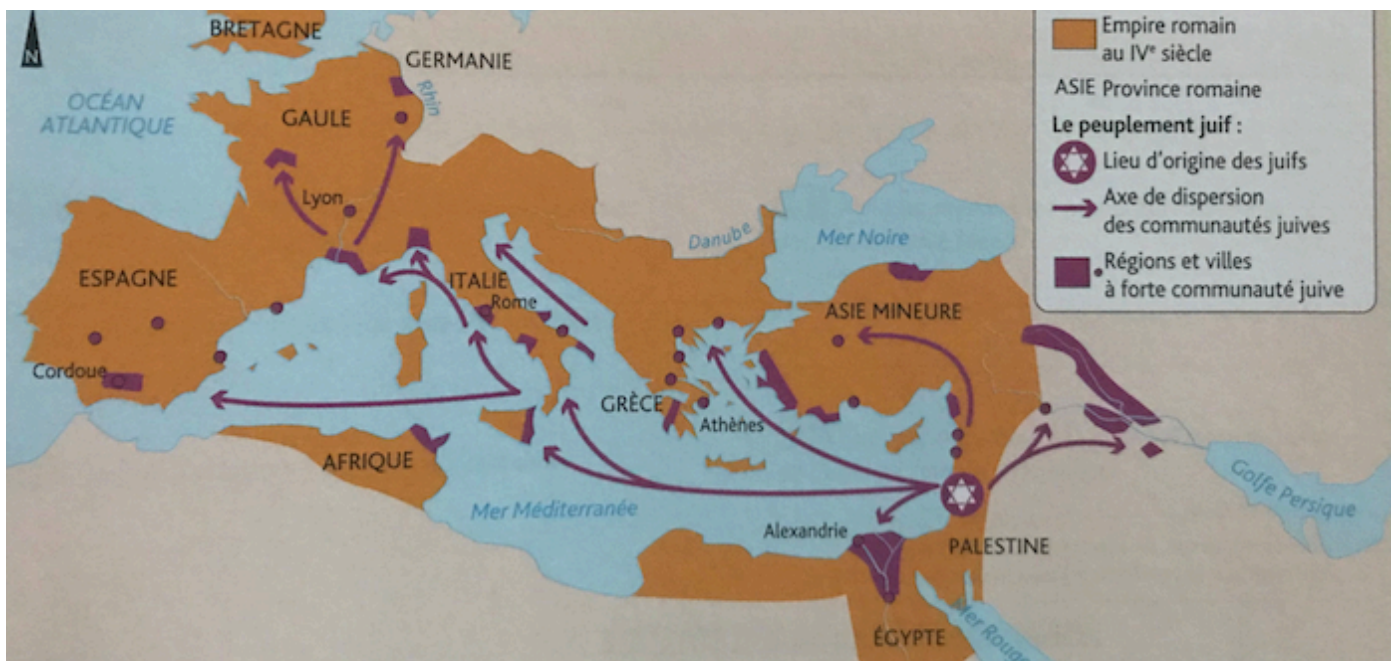 BRETAGNE
GERMANIE
N
OCÉAN
ATLANTIQUE
GAULE
Rhin
Lyon
Danube
Mer Noire
ESPAGNE
ITALIE
Rome
ASIE MINEURE
Cordoue
GRÈCE
Athènes
AFRIQUE
Mer Méditerranée
Alexandrie
PALESTINE
Golfe Persique
ÉGYPTE
Mer Rouge
Empire romain
au IVe siècle
ASIE Province romaine
Le peuplement juif :
Lieu d'origine des juifs
Axe de dispersion
des communautés juives
Régions et villes
à forte communauté juive